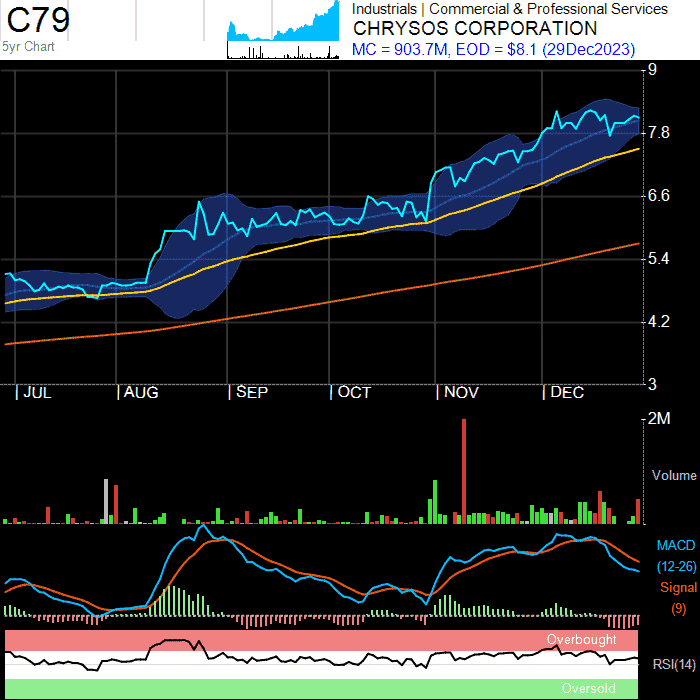 C79
5yr Chart
Industrials | Commercial & Professional Services
CHRYSOS CORPORATION
MC = 903.7M, EOD = $8.1 (29Dec2023)
9
7.8
6.6
5.4
4.2
3
|JUL |AUG |SEP |OCT |NOV |DEC
2M
Volume
MACD
(12-26)
Signal
(9)
Overbought
RSI(14)
Oversold